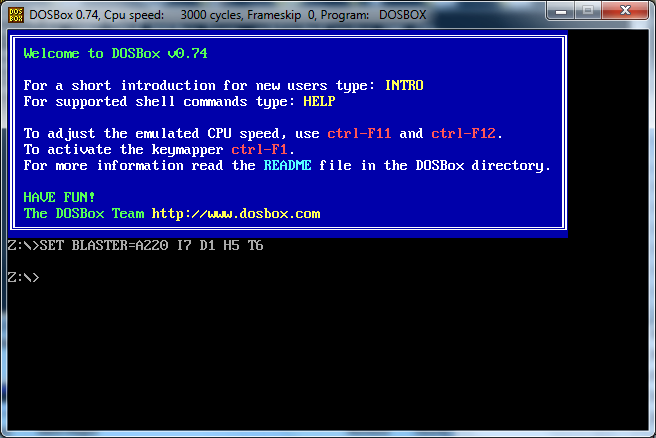 DOS
BOX
DOSBox 0.74, Cpu speed:    3000 cycles, Frameskip  0, Program:   DOSBOX
Welcome to DOSBox v0.74
For a short introduction for new users type: INTRO
For supported shell commands type: HELP
To adjust the emulated CPU speed, use ctrl-F11 and ctrl-F12.
To activate the keymapper ctrl-F1.
For more information read the README file in the DOSBox directory.
HAVE FUN!
The DOSBox Team http://www.dosbox.com
Z:\>SET BLASTER=A220 I7 D1 H5 T6
Z:\>